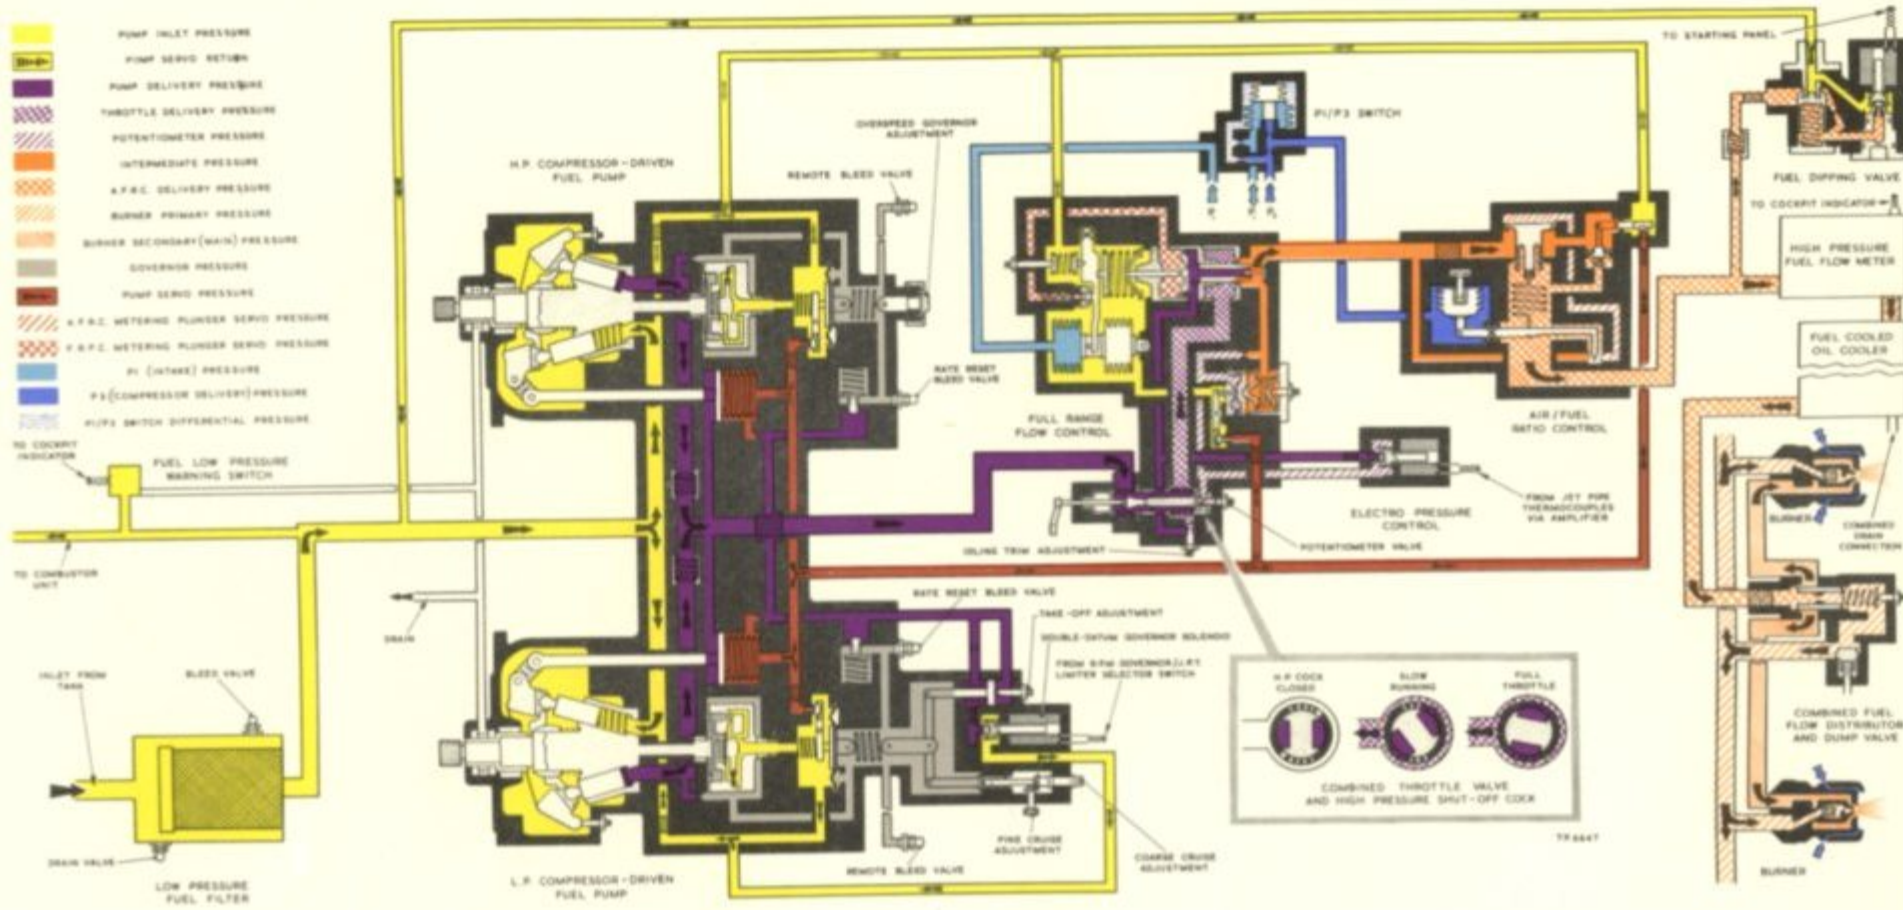 PUMP INLET PRESSURE
PUMP SERVO RETURN
PUMP DELIVERY PRESSURE
THROTTLE DELIVERY PRESSURE
POTENTIOMETER PRESSURE
INTERMEDIATE PRESSURE
A.F.R.C. DELIVERY PRESSURE
BURNER PRIMARY PRESSURE
BURNER SECONDARY (MAIN) PRESSURE
GOVERNOR PRESSURE
PUMP SERVO PRESSURE
A.F.R.C. METERING PLUNGER SERVO PRESSURE
F.R.F.C. METERING PLUNGER SERVO PRESSURE
P1 (INTAKE) PRESSURE
P3 (COMPRESSOR DELIVERY) PRESSURE
P1/P3 SWITCH DIFFERENTIAL PRESSURE
TO COCKPIT
INDICATOR
FUEL LOW PRESSURE
WARNING SWITCH
TO COMBUSTOR
UNIT
DRAIN
INLET FROM
TANK
BLEED VALVE
DRAIN VALVE
LOW PRESSURE
FUEL FILTER
H.P. COMPRESSOR-DRIVEN
FUEL PUMP
REMOTE BLEED VALVE
OVERSPEED GOVERNOR
ADJUSTMENT
RATE RESET
BLEED VALVE
P1/P3 SWITCH
FULL RANGE
FLOW CONTROL
AIR/FUEL
RATIO CONTROL
IDLING TRIM ADJUSTMENT
POTENTIOMETER VALVE
ELECTRO PRESSURE
CONTROL
FROM JET PIPE
THERMOCOUPLES
VIA AMPLIFIER
RATE RESET BLEED VALVE
TAKE-OFF ADJUSTMENT
DOUBLE-DATUM GOVERNOR SOLENOID
FROM R.P.M. GOVERNOR/J.P.T.
LIMITER SELECTOR SWITCH
L.P. COMPRESSOR-DRIVEN
FUEL PUMP
REMOTE BLEED VALVE
FINE CRUISE
ADJUSTMENT
COARSE CRUISE
ADJUSTMENT
H.P. COCK
CLOSED
SLOW
RUNNING
FULL
THROTTLE
COMBINED THROTTLE VALVE
AND HIGH PRESSURE SHUT-OFF COCK
TO STARTING PANEL
FUEL DIPPING VALVE
TO COCKPIT INDICATOR
HIGH PRESSURE
FUEL FLOW METER
FUEL COOLED
OIL COOLER
BURNER
COMBINED
DRAIN
CONNECTION
COMBINED FUEL
FLOW DISTRIBUTOR
AND DUMP VALVE
BURNER